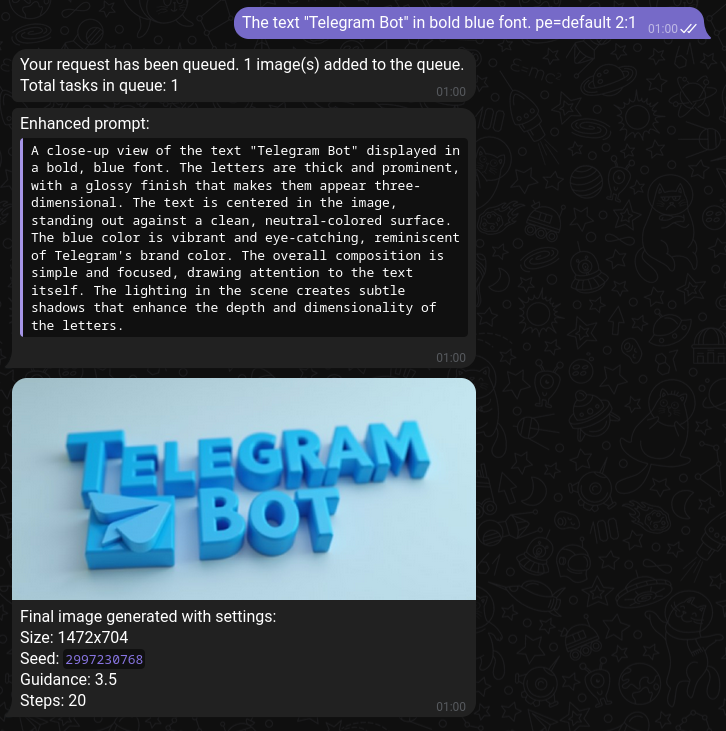 The text "Telegram Bot" in bold blue font. pe=default 2:1
01:00
Your request has been queued. 1 image(s) added to the queue.
Total tasks in queue: 1
01:00
Enhanced prompt:
A close-up view of the text "Telegram Bot" displayed in
a bold, blue font. The letters are thick and prominent,
with a glossy finish that makes them appear three-
dimensional. The text is centered in the image,
standing out against a clean, neutral-colored surface.
The blue color is vibrant and eye-catching, reminiscent
of Telegram's brand color. The overall composition is
simple and focused, drawing attention to the text
itself. The lighting in the scene creates subtle
shadows that enhance the depth and dimensionality of
the letters.
01:00
TELEGRAM
BOT
Final image generated with settings:
Size: 1472x704
Seed: 2997230768
Guidance: 3.5
Steps: 20
01:00